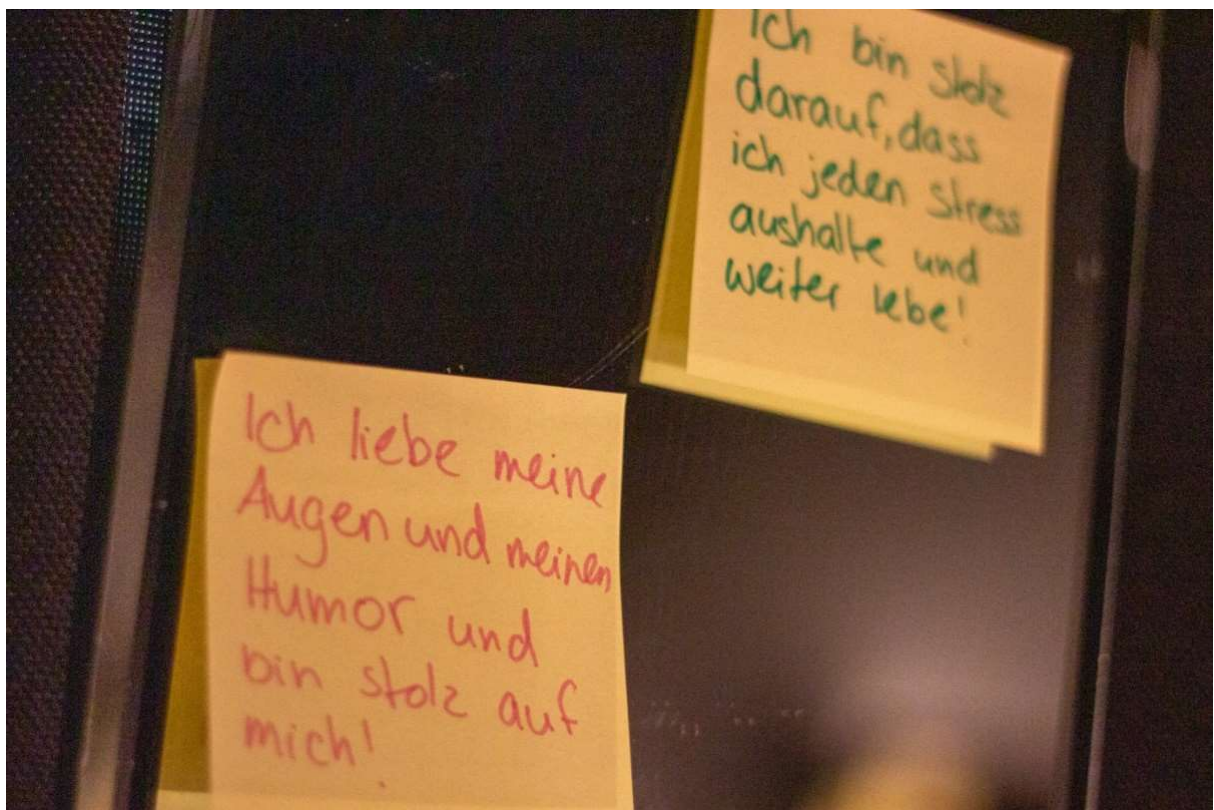 Ich bin stolz
darauf, dass
ich jeden Stress
aushalte und
weiter lebe!
Ich liebe meine
Augen und meinen
Humor und
bin stolz auf
mich!